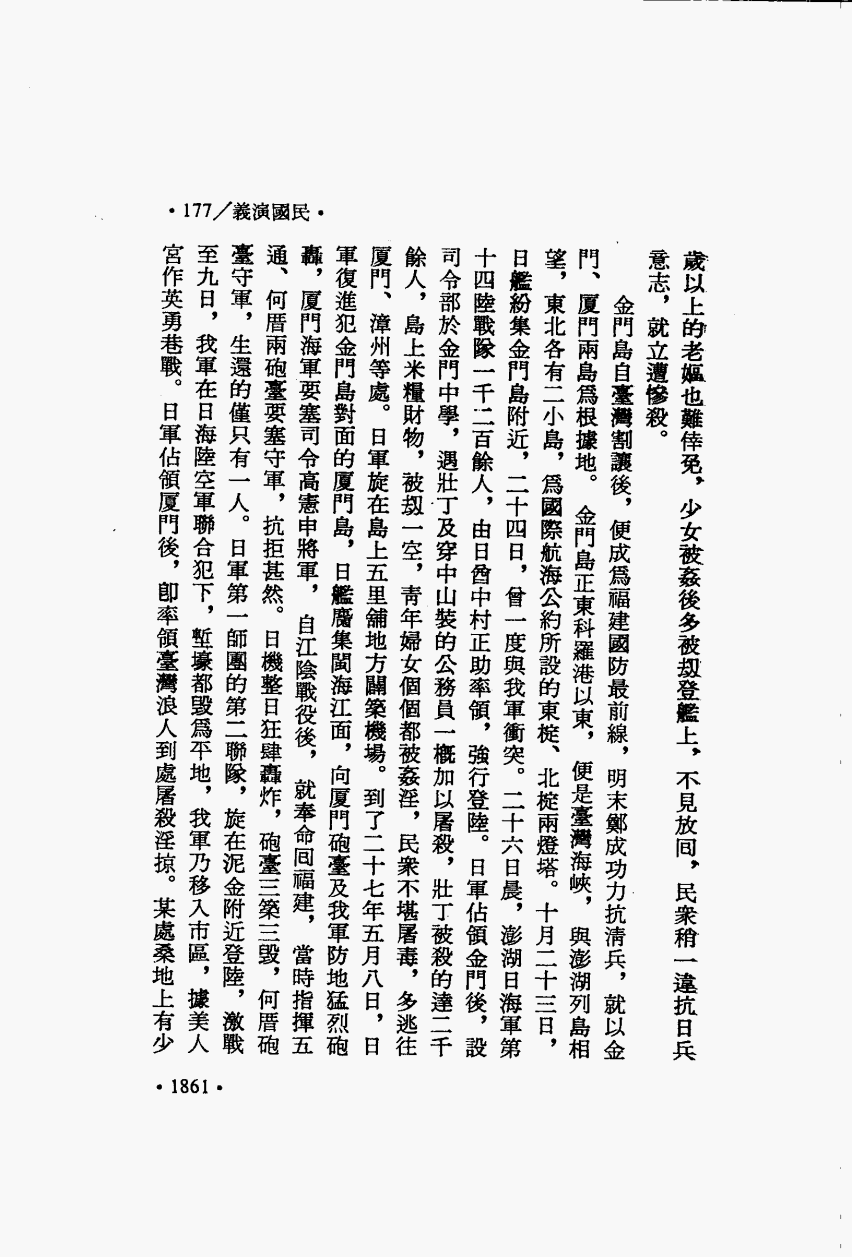 •177／義演國民•
歲以上的老嫗也難倖免，少女被姦後多被刧登艦上，不見放囘，民衆稍一違抗日兵
意志，就立遭慘殺。
金門島自臺灣割讓後，便成爲福建國防最前線，明末鄭成功力抗淸兵，就以金
門、厦門兩島爲根據地。金門島正東科羅港以東，便是臺灣海峽，與澎湖列島相
望，東北各有二小島，爲國際航海公約所設的東椗、北椗兩燈塔。十月二十三日，
日艦紛集金門島附近，二十四日，曾一度與我軍衝突。二十六日晨，澎湖日海軍第
十四陸戰隊一千二百餘人，由日酋中村正助率領，強行登陸。日軍佔領金門後，設
司令部於金門中學，遇壯丁及穿中山裝的公務員一概加以屠殺，壯丁被殺的達二千
餘人，島上米糧財物，被刧一空，靑年婦女個個都被姦淫，民衆不堪屠毒，多逃往
厦門、漳州等處。日軍旋在島上五里舖地方闢築機場。到了二十七年五月八日，日
軍復進犯金門島對面的厦門島，日艦麕集閩海江面，向厦門砲臺及我軍防地猛烈砲
轟，厦門海軍要塞司令高憲申將軍，自江陰戰役後，就奉命囘福建，當時指揮五
通、何厝兩砲臺要塞守軍，抗拒甚然。日機整日狂肆轟炸，砲臺三築三毀，何厝砲
臺守軍，生還的僅只有一人。日軍第一師團的第二聯隊，旋在泥金附近登陸，激戰
至九日，我軍在日海陸空軍聯合犯下，塹壕都毀爲平地，我軍乃移入市區，據美人
宮作英勇巷戰。日軍佔領厦門後，卽率領臺灣浪人到處屠殺淫掠。某處桑地上有少
•1861•